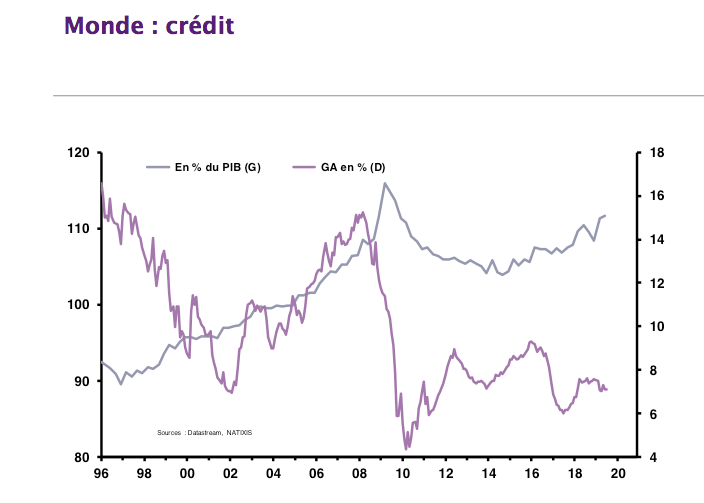 Monde : crédit
120 18
En % du PIB (G) GA en % (D)
16
110
14
12
100
10
8
90
6
Sources : Datastream, NATIXIS
80 4
96 98 00 02 04 06 08 10 12 14 16 18 20